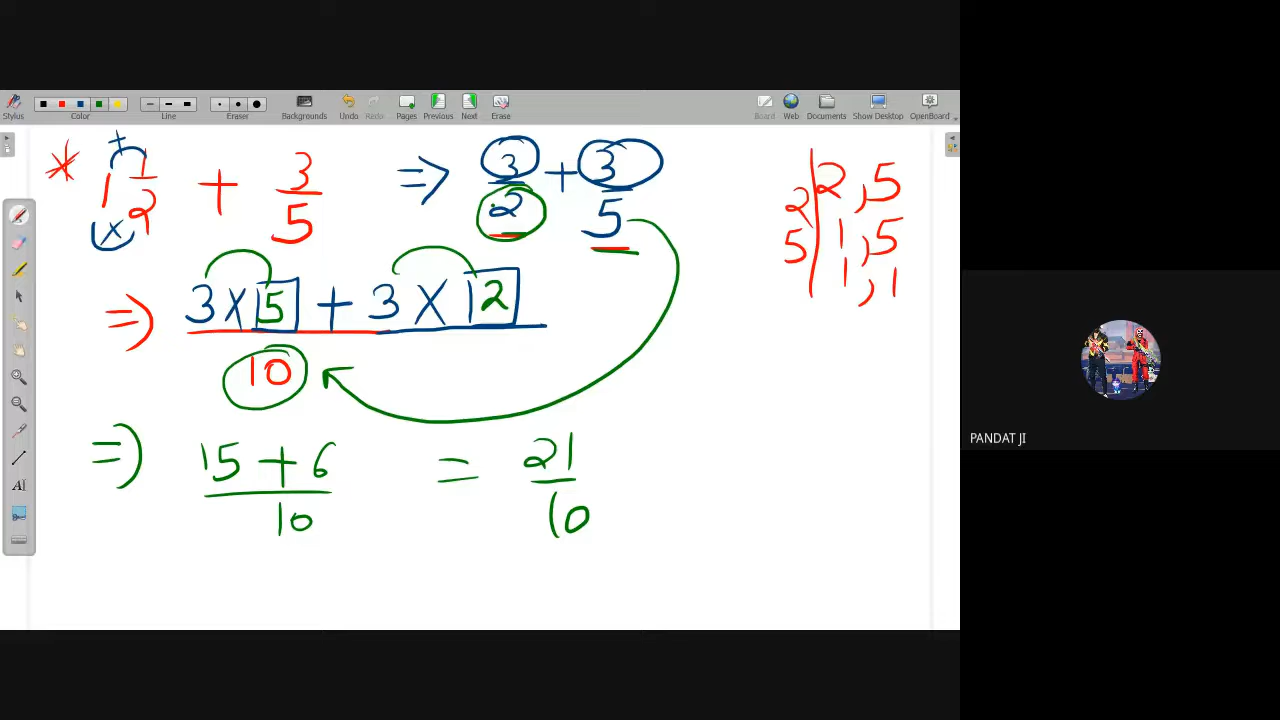 Stylus Color Line Eraser Backgrounds Undo Redo Pages Previous Next Erase Board Web Documents Show Desktop OpenBoard
* 1 1/2 + 3/5 => 3/2 + 3/5
+
×
2 | 2, 5
5 | 1, 5
1, 1
=> (3 × 5 + 3 × 2)/10
=> (15 + 6)/10 = 21/10
PANDAT JI